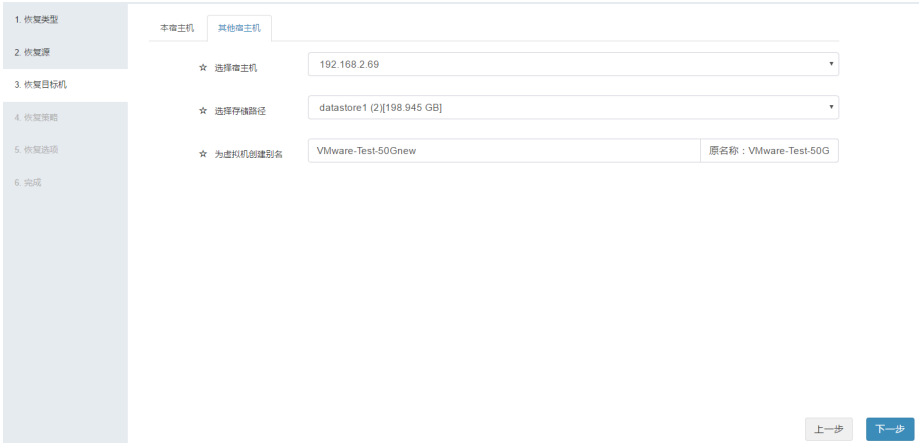 1. 恢复类型
2. 恢复源
3. 恢复目标机
4. 恢复策略
5. 恢复选项
6. 完成
本宿主机 其他宿主机
☆ 选择宿主机 192.168.2.69
☆ 选择存储路径 datastore1 (2)[198.945 GB]
☆ 为虚拟机创建别名 VMware-Test-50Gnew 原名称：VMware-Test-50G
上一步 下一步